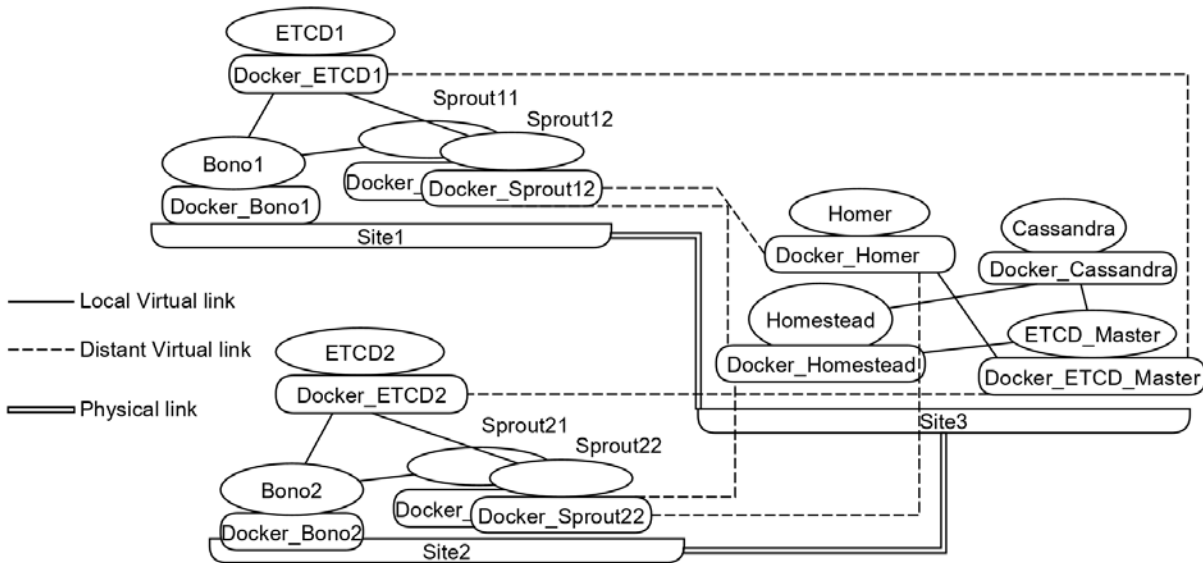 ETCD1
Docker_ETCD1
Sprout11
Sprout12
Bono1
Docker_
Docker_Sprout12
Docker_Bono1
Site1
Homer
Docker_Homer
Cassandra
Docker_Cassandra
Homestead
Docker_Homestead
ETCD_Master
Docker_ETCD_Master
Site3
Local Virtual link
Distant Virtual link
Physical link
ETCD2
Docker_ETCD2
Sprout21
Sprout22
Bono2
Docker_
Docker_Sprout22
Docker_Bono2
Site2